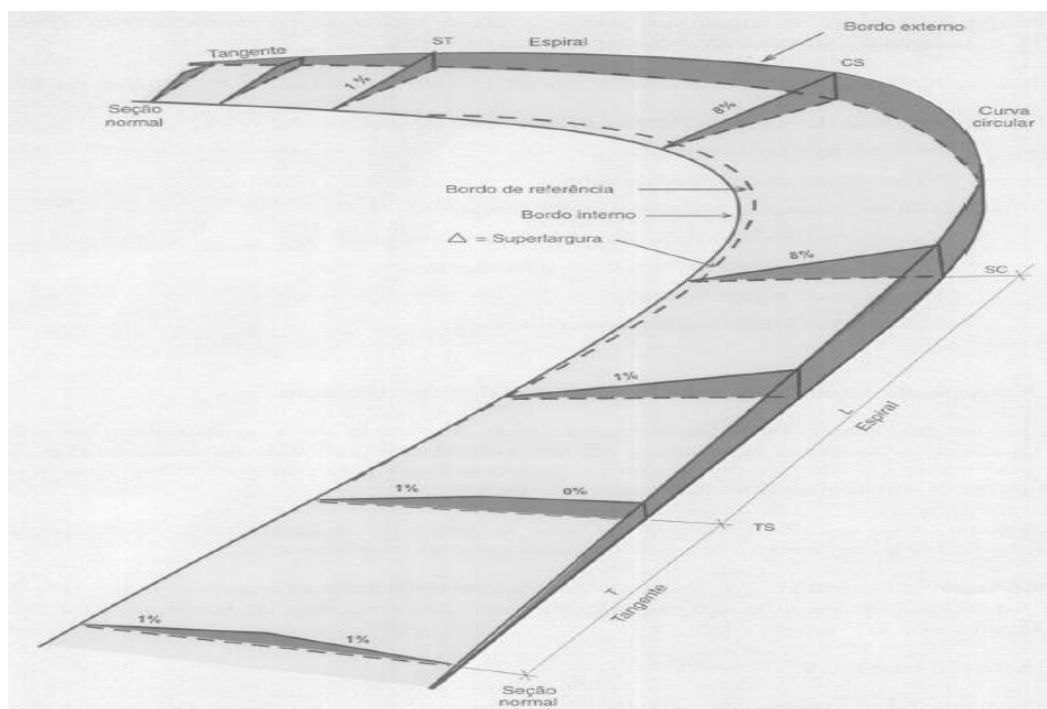 Bordo externo
Tangente
ST
Espiral
CS
1%
8%
Seção
normal
Curva
circular
Bordo de referência
Bordo interno
△ = Superlargura
8%
SC
1%
L
Espiral
1%
0%
TS
T
Tangente
1%
1%
Seção
normal